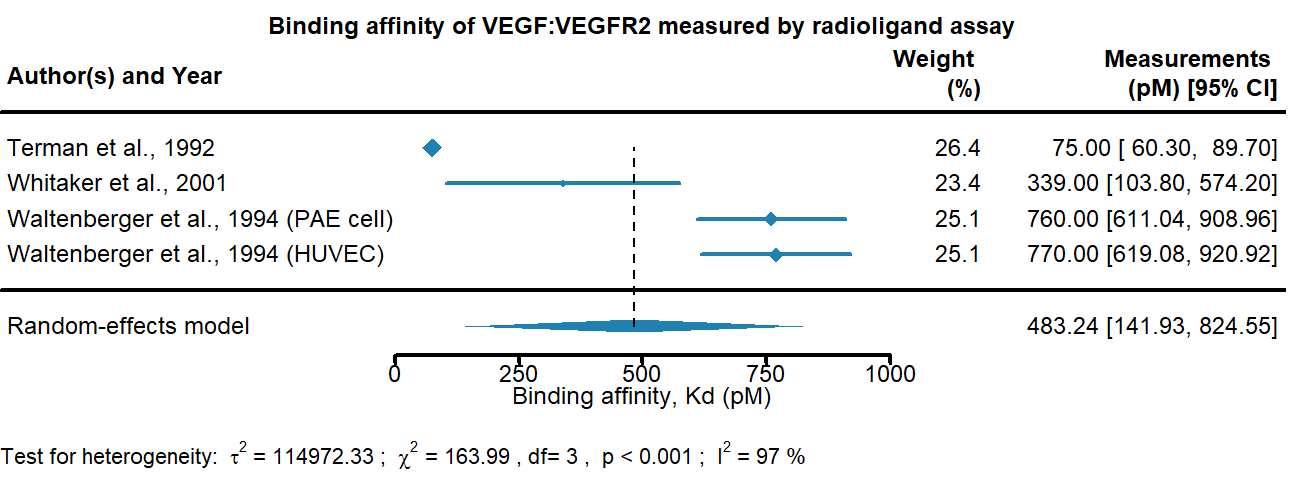 Binding affinity of VEGF:VEGFR2 measured by radioligand assay
Author(s) and Year Weight (%) Measurements (pM) [95% CI]
Terman et al., 1992 26.4 75.00 [ 60.30, 89.70]
Whitaker et al., 2001 23.4 339.00 [103.80, 574.20]
Waltenberger et al., 1994 (PAE cell) 25.1 760.00 [611.04, 908.96]
Waltenberger et al., 1994 (HUVEC) 25.1 770.00 [619.08, 920.92]
Random-effects model 483.24 [141.93, 824.55]
0 250 500 750 1000
Binding affinity, Kd (pM)
Test for heterogeneity: τ² = 114972.33 ; χ² = 163.99 , df= 3 , p < 0.001 ; I² = 97 %